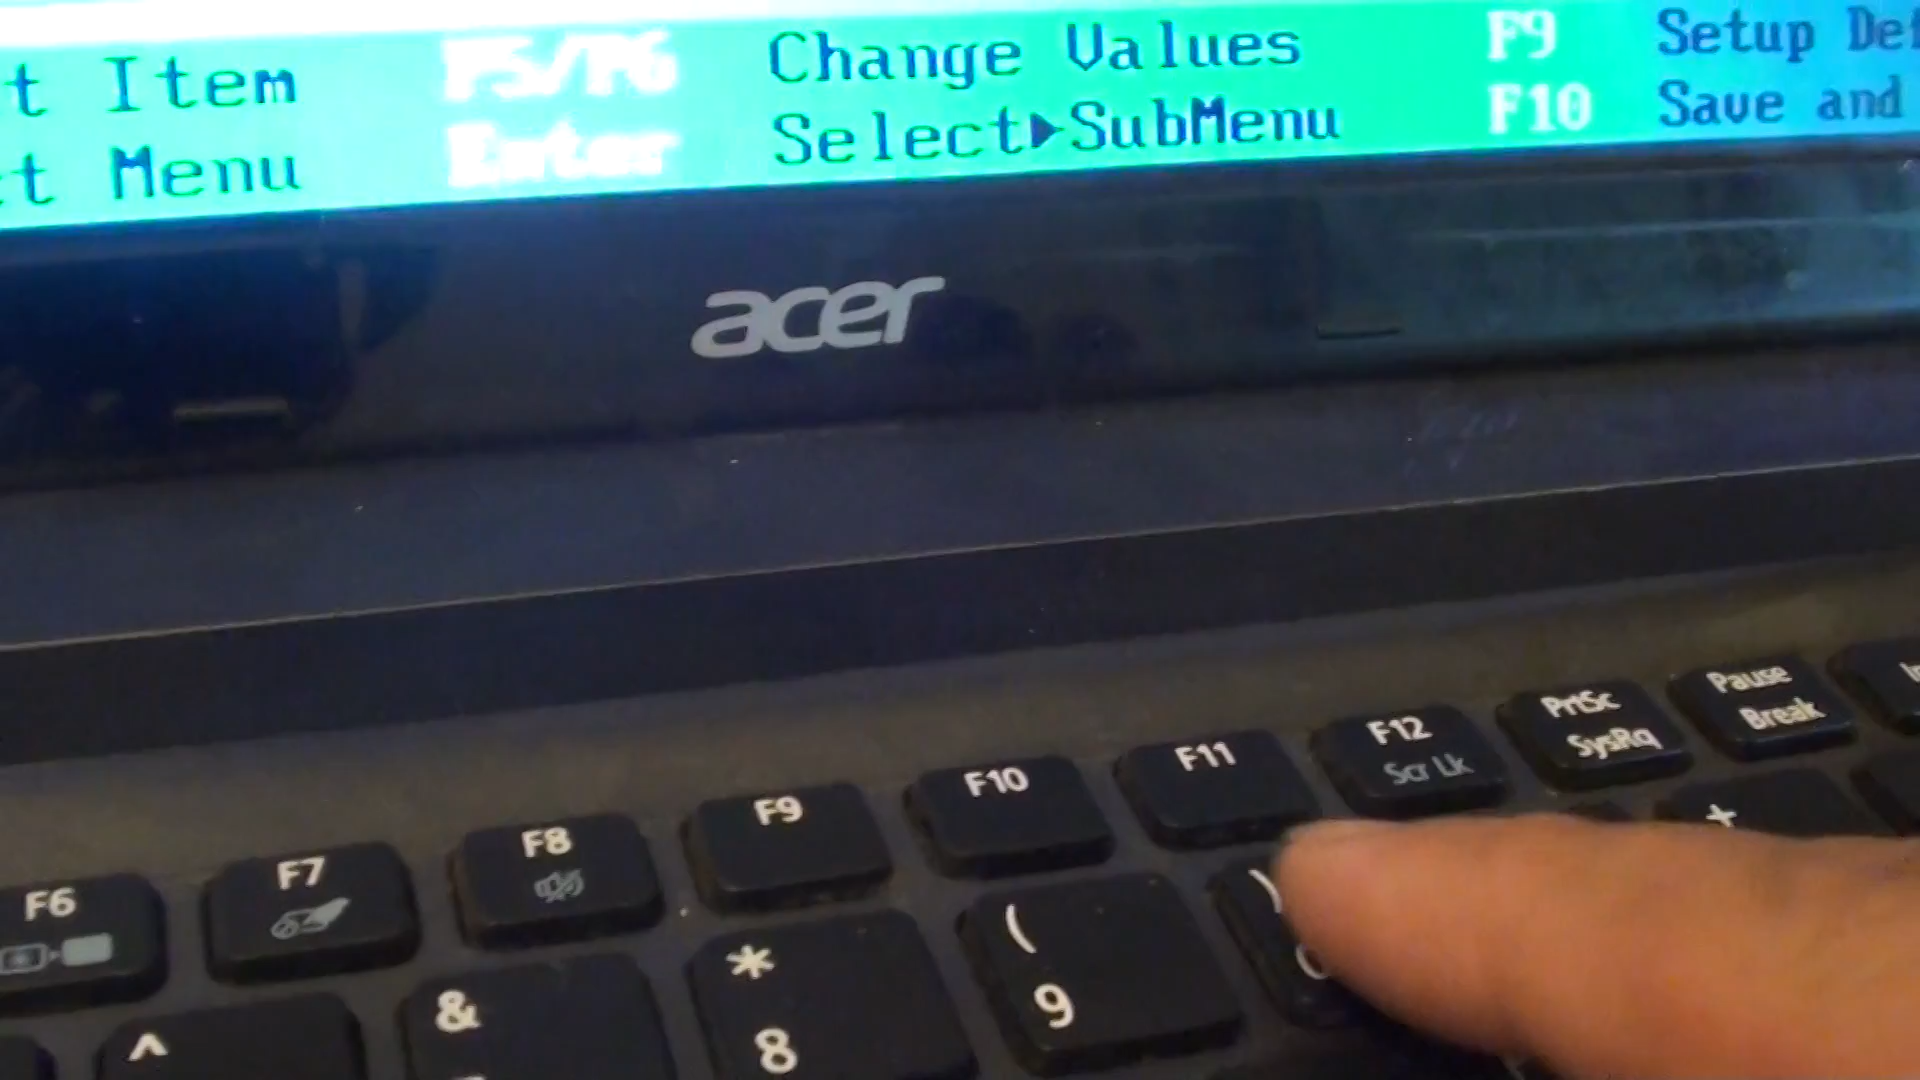 t Item F5/F6 Change Values F9 Setup Def
ct Menu Enter Select▶SubMenu F10 Save and
acer
F6 F7 F8 F9 F10 F11 F12 PrtSc Pause
Scr Lk SysRq Break
^ & * ( ) +
8 9